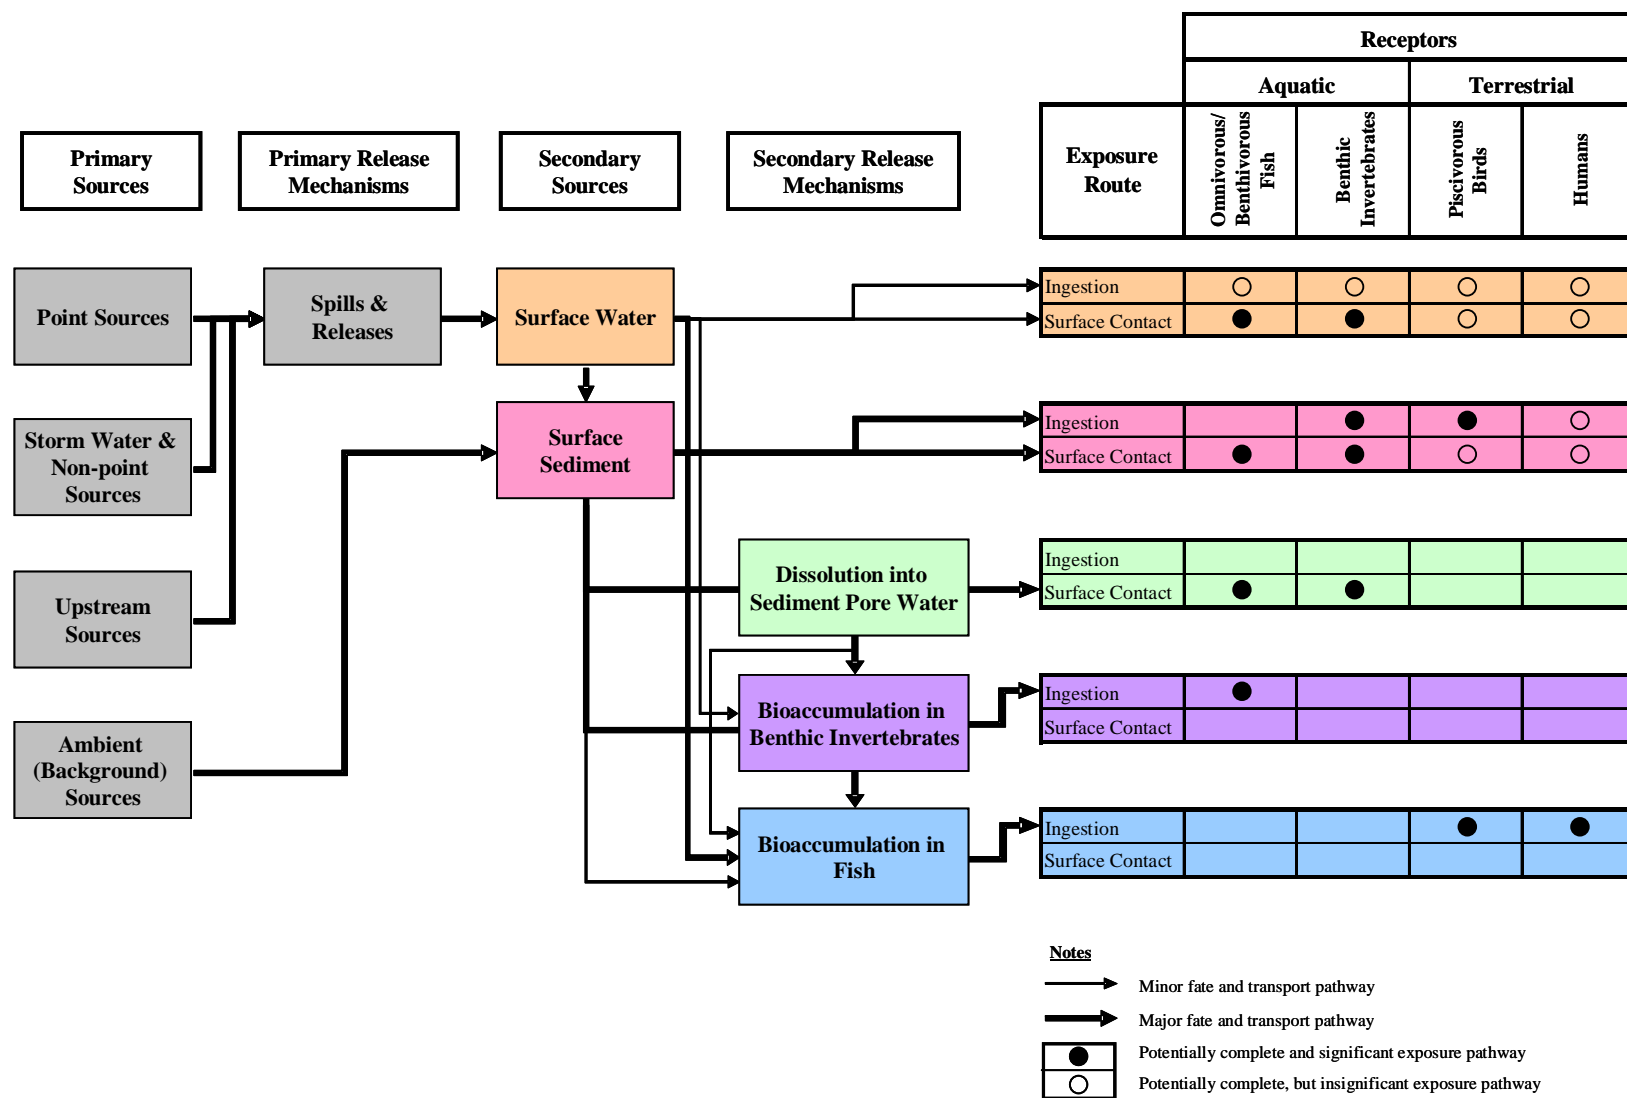 Receptors
Aquatic
Terrestrial
Primary
Sources
Primary Release
Mechanisms
Secondary
Sources
Secondary Release
Mechanisms
Exposure
Route
Omnivorous/
Benthivorous
Fish
Benthic
Invertebrates
Piscivorous
Birds
Humans
Point Sources
Spills &
Releases
Surface Water
Ingestion
Surface Contact
Storm Water &
Non-point
Sources
Surface
Sediment
Ingestion
Surface Contact
Upstream
Sources
Dissolution into
Sediment Pore Water
Ingestion
Surface Contact
Ambient
(Background)
Sources
Bioaccumulation in
Benthic Invertebrates
Ingestion
Surface Contact
Bioaccumulation in
Fish
Ingestion
Surface Contact
Notes
Minor fate and transport pathway
Major fate and transport pathway
Potentially complete and significant exposure pathway
Potentially complete, but insignificant exposure pathway